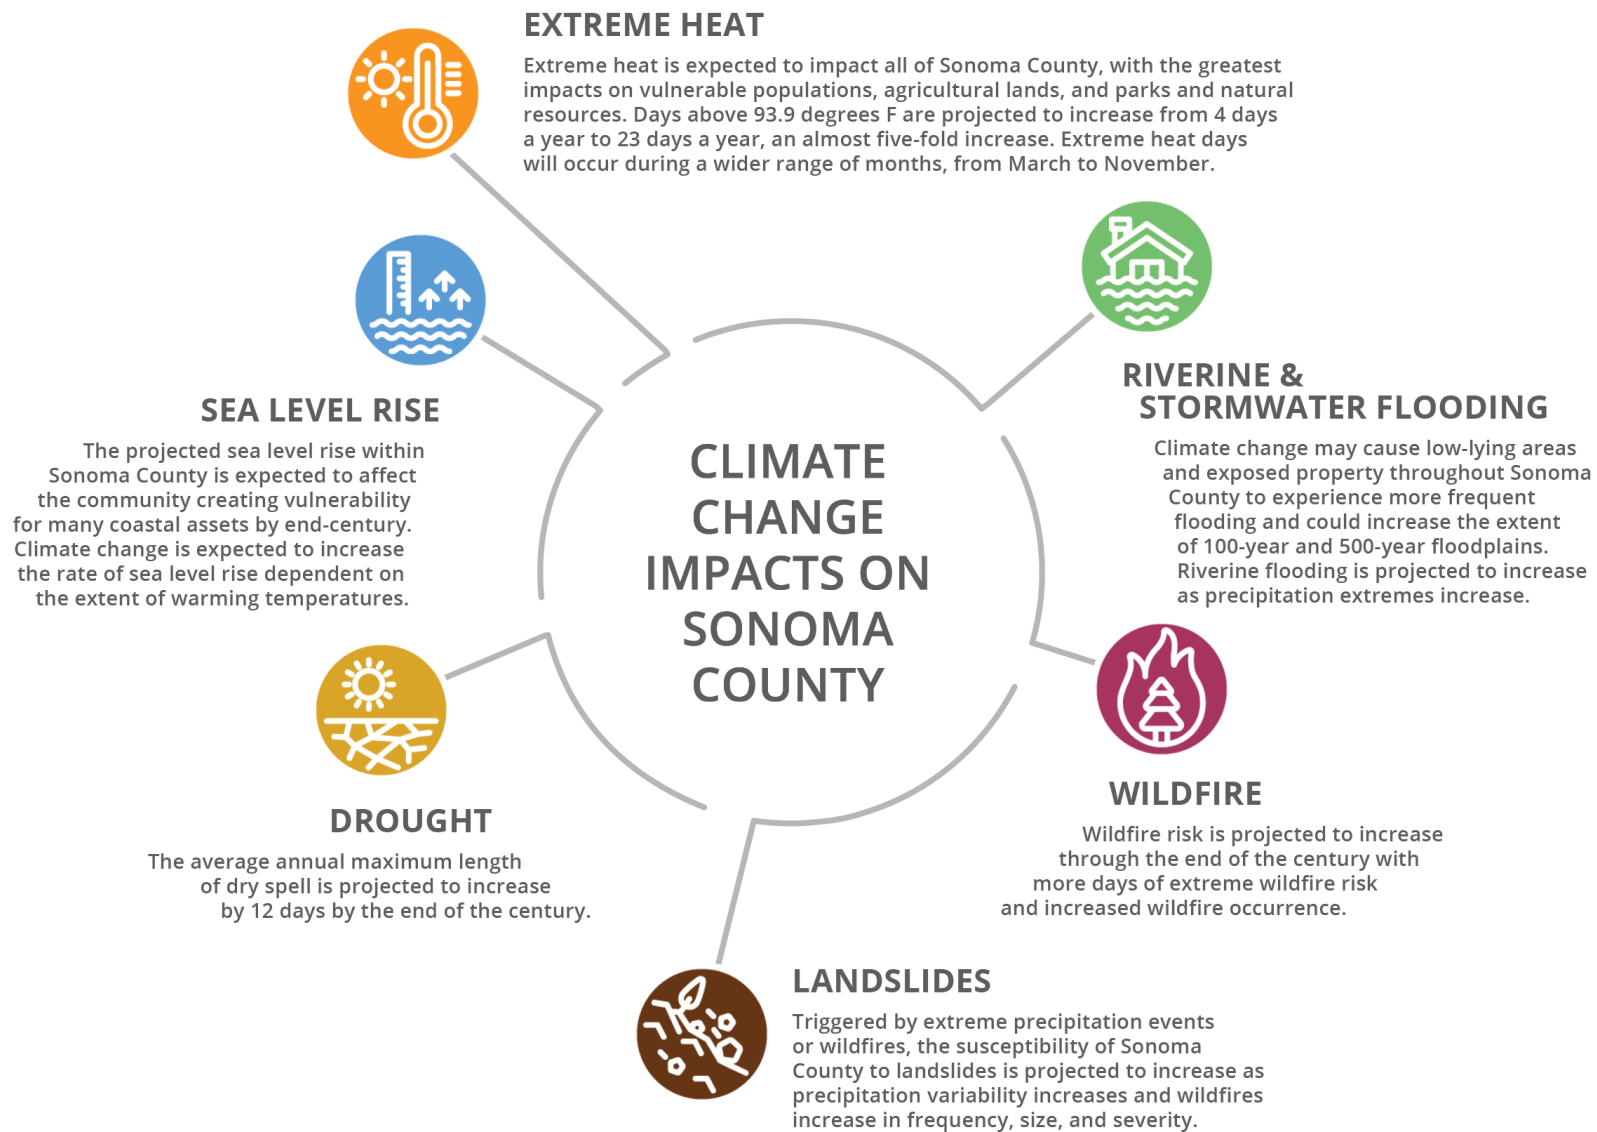 EXTREME HEAT
Extreme heat is expected to impact all of Sonoma County, with the greatest
impacts on vulnerable populations, agricultural lands, and parks and natural
resources. Days above 93.9 degrees F are projected to increase from 4 days
a year to 23 days a year, an almost five-fold increase. Extreme heat days
will occur during a wider range of months, from March to November.
SEA LEVEL RISE
The projected sea level rise within
Sonoma County is expected to affect
the community creating vulnerability
for many coastal assets by end-century.
Climate change is expected to increase
the rate of sea level rise dependent on
the extent of warming temperatures.
CLIMATE
CHANGE
IMPACTS ON
SONOMA
COUNTY
RIVERINE &
STORMWATER FLOODING
Climate change may cause low-lying areas
and exposed property throughout Sonoma
County to experience more frequent
flooding and could increase the extent
of 100-year and 500-year floodplains.
Riverine flooding is projected to increase
as precipitation extremes increase.
DROUGHT
The average annual maximum length
of dry spell is projected to increase
by 12 days by the end of the century.
WILDFIRE
Wildfire risk is projected to increase
through the end of the century with
more days of extreme wildfire risk
and increased wildfire occurrence.
LANDSLIDES
Triggered by extreme precipitation events
or wildfires, the susceptibility of Sonoma
County to landslides is projected to increase as
precipitation variability increases and wildfires
increase in frequency, size, and severity.